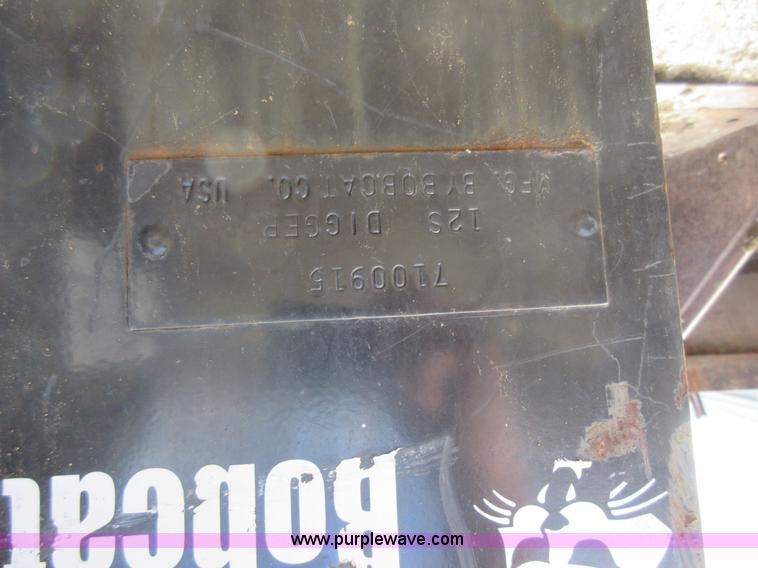 Bobcat
7100915
12S DIGGER
MFG. BY BOBCAT CO. USA
www.purplewave.com